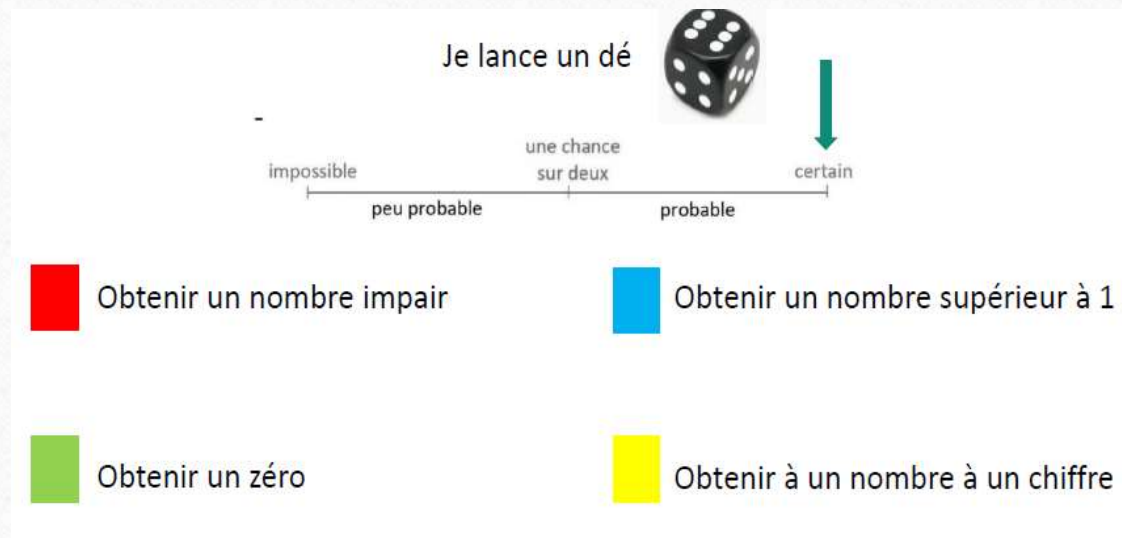 Je lance un dé
-
une chance
sur deux
impossible
certain
peu probable
probable
Obtenir un nombre impair
Obtenir un nombre supérieur à 1
Obtenir un zéro
Obtenir à un nombre à un chiffre